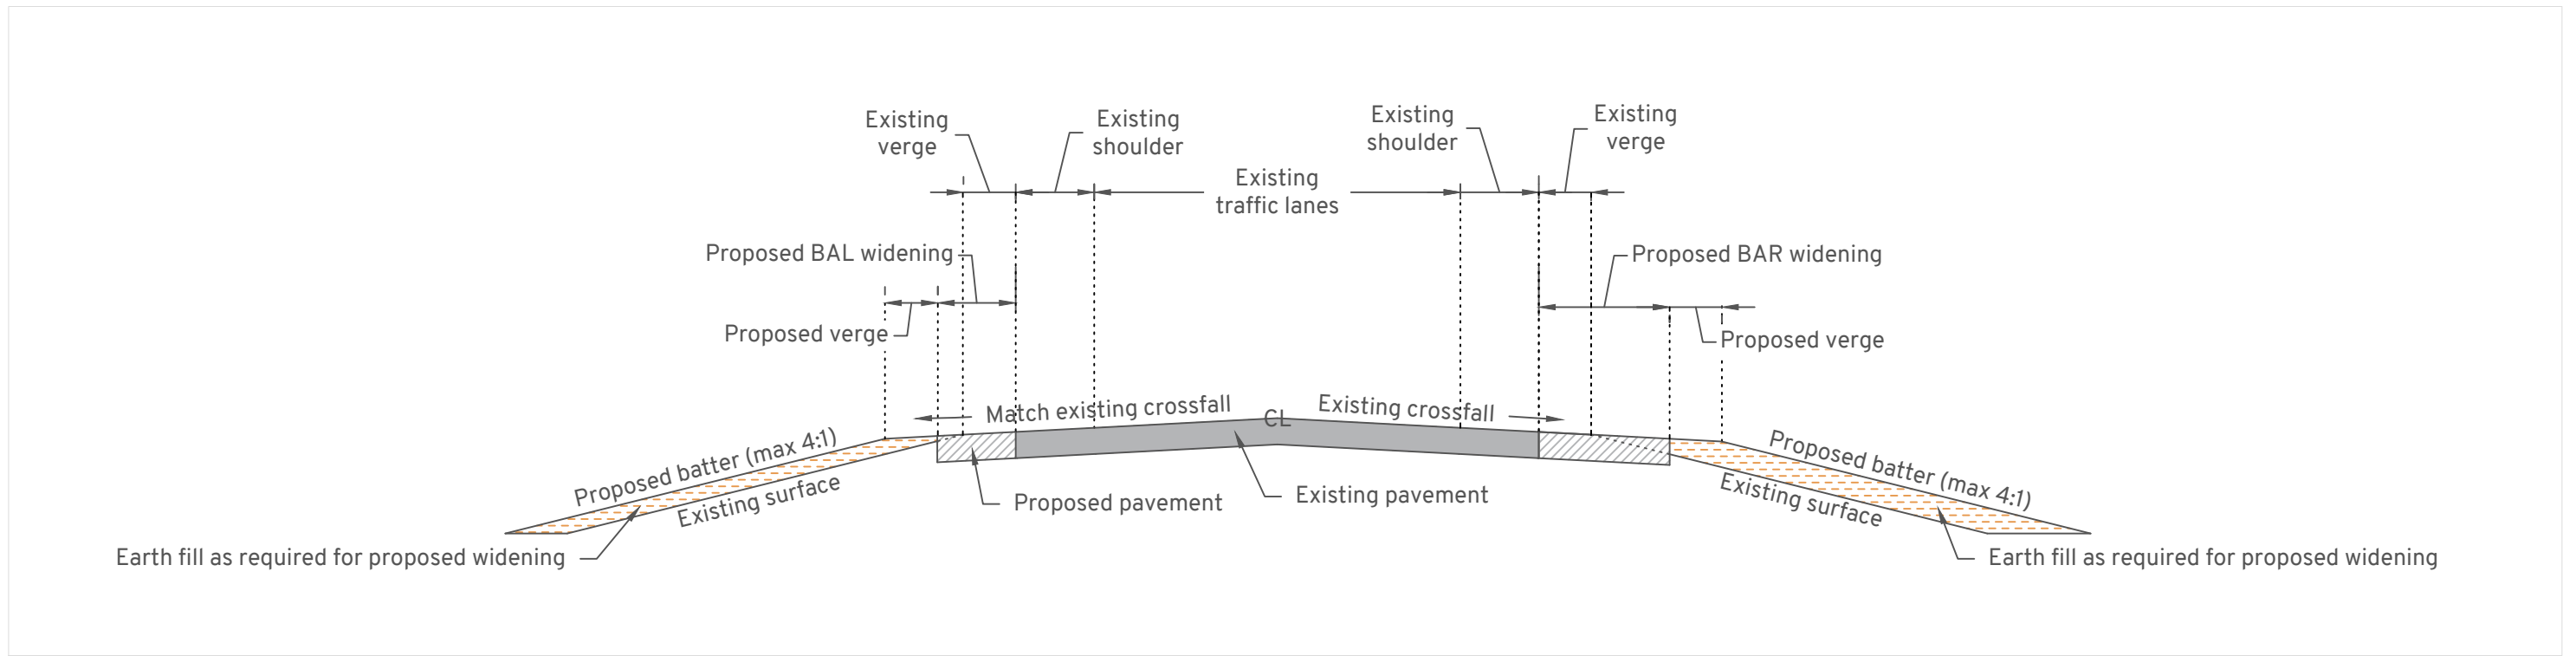 Existing
verge
Existing
shoulder
Existing
shoulder
Existing
verge
Existing
traffic lanes
Proposed BAL widening
Proposed BAR widening
Proposed verge
Proposed verge
Match existing crossfall
CL
Existing crossfall
Proposed batter (max 4:1)
Existing surface
Proposed batter (max 4:1)
Existing surface
Proposed pavement
Existing pavement
Earth fill as required for proposed widening
Earth fill as required for proposed widening